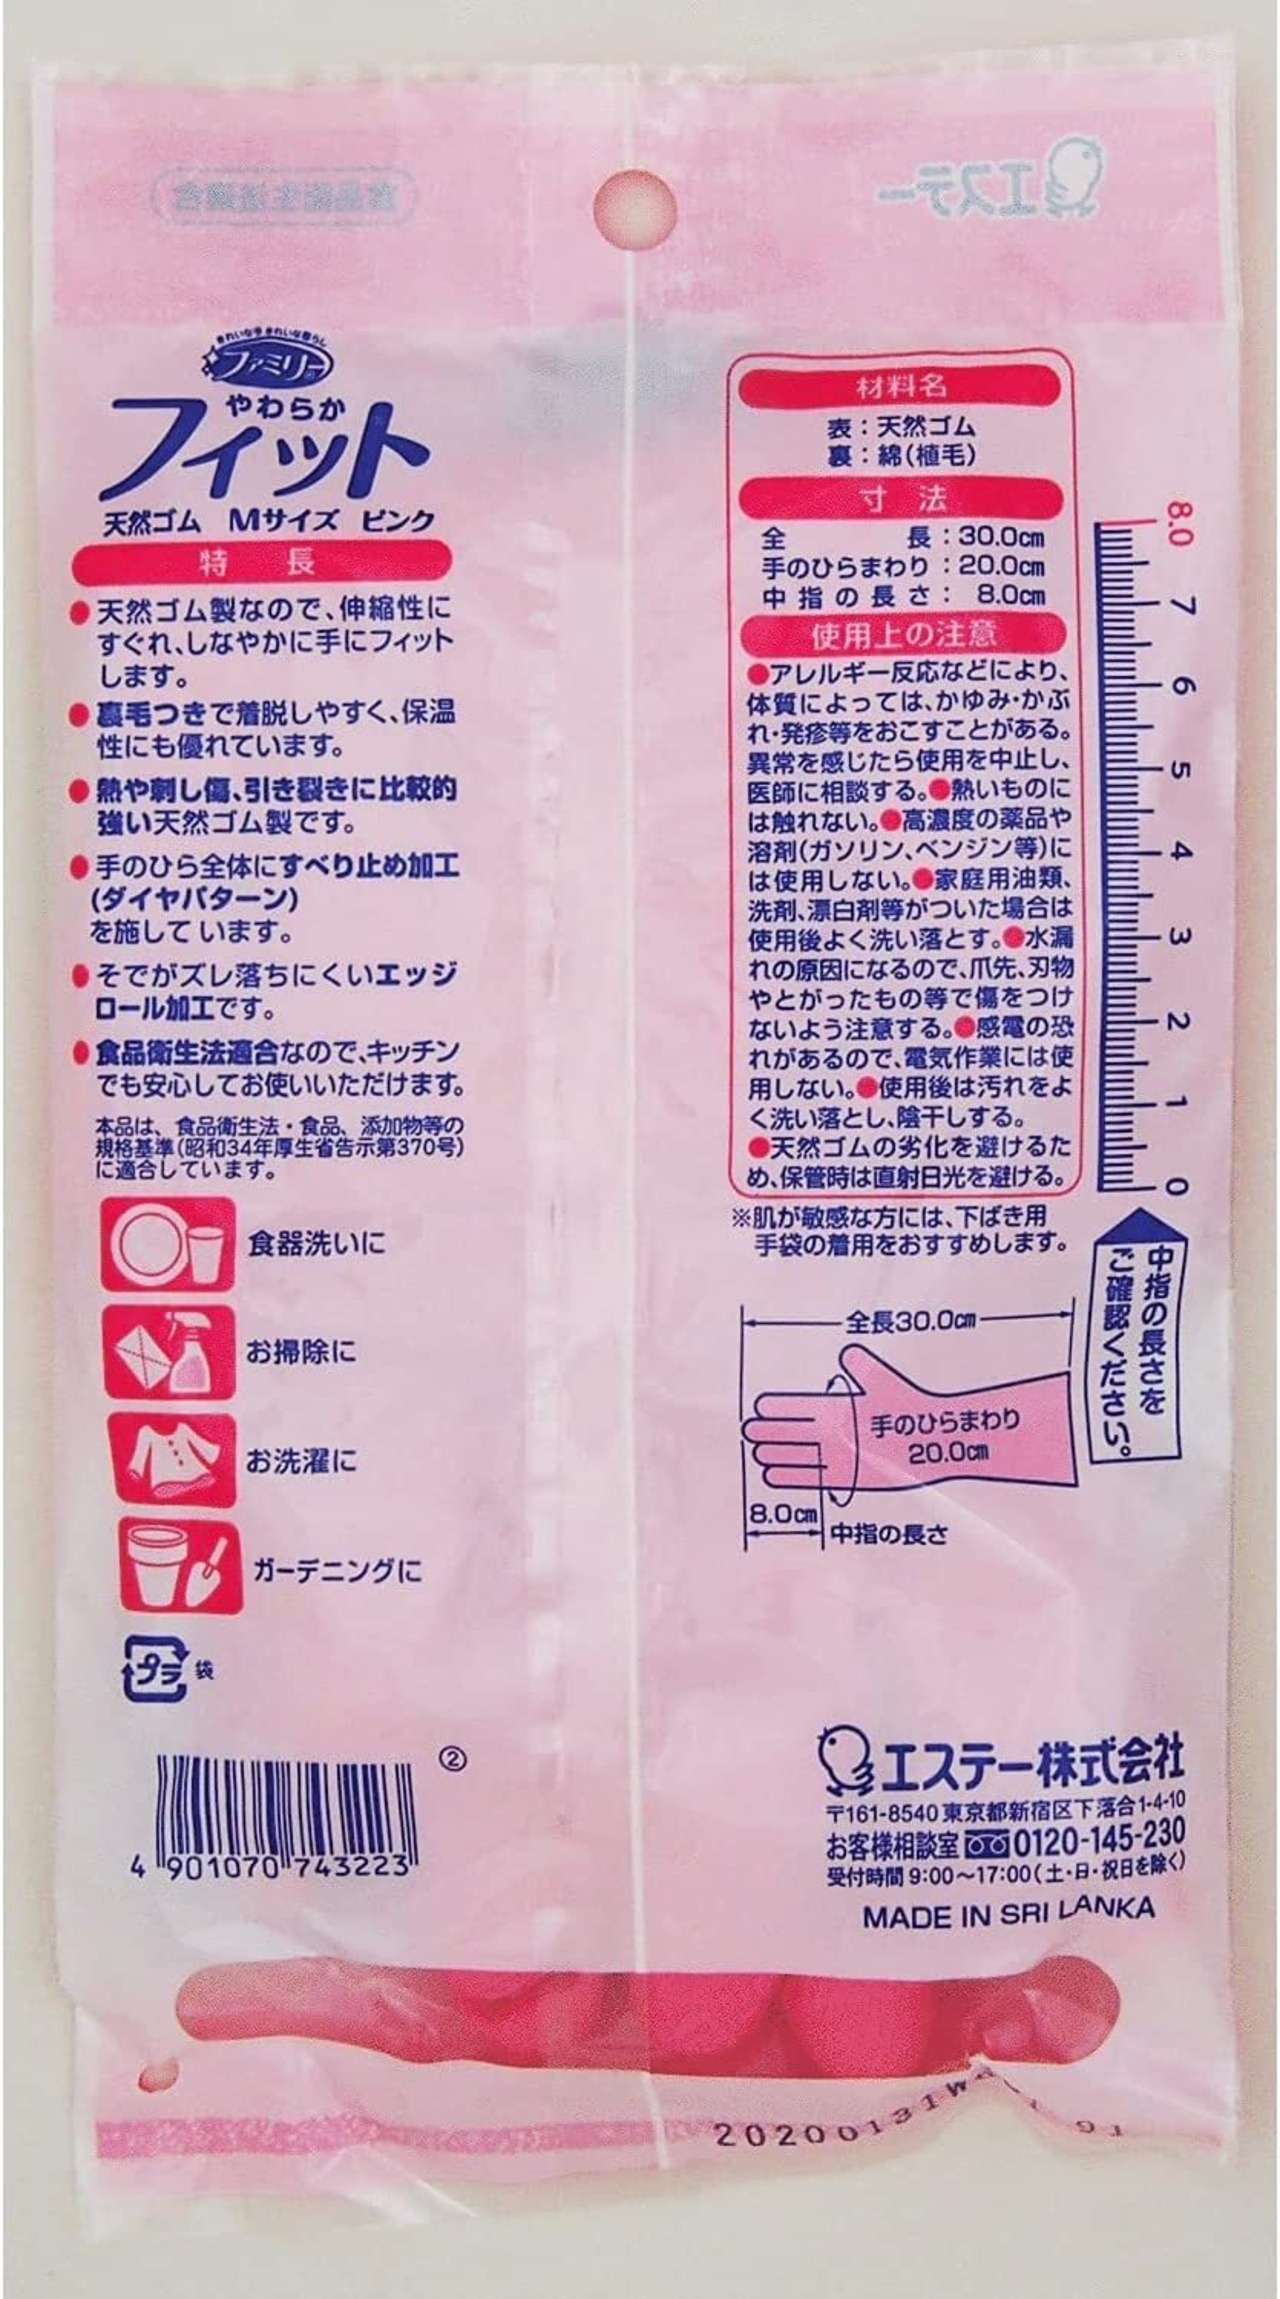 きれいな手 きれいな暮らし
ファミリー
やわらか
フィット
天然ゴム Mサイズ ピンク
特 長
●天然ゴム製なので、伸縮性に
すぐれ、しなやかに手にフィット
します。
●裏毛つきで着脱しやすく、保温
性にも優れています。
●熱や刺し傷、引き裂きに比較的
強い天然ゴム製です。
●手のひら全体にすべり止め加工
(ダイヤパターン)
を施しています。
●そでがズレ落ちにくいエッジ
ロール加工です。
●食品衛生法適合なので、キッチン
でも安心してお使いいただけます。
本品は、食品衛生法・食品、添加物等の
規格基準(昭和34年厚生省告示第370号)
に適合しています。
食器洗いに
お掃除に
お洗濯に
ガーデニングに
プラ 袋
②
4 901070 743223
食品衛生法適合
エステー
材料名
表:天然ゴム
裏:綿(植毛)
寸 法
全 長:30.0cm
手のひらまわり:20.0cm
中指の長さ: 8.0cm
使用上の注意
●アレルギー反応などにより、
体質によっては、かゆみ・かぶ
れ・発疹等をおこすことがある。
異常を感じたら使用を中止し、
医師に相談する。●熱いものに
は触れない。●高濃度の薬品や
溶剤(ガソリン、ベンジン等)に
は使用しない。●家庭用油類、
洗剤、漂白剤等がついた場合は
使用後よく洗い落とす。●水漏
れの原因になるので、爪先、刃物
やとがったもの等で傷をつけ
ないよう注意する。●感電の恐
れがあるので、電気作業には使
用しない。●使用後は汚れをよ
く洗い落とし、陰干しする。
●天然ゴムの劣化を避けるた
め、保管時は直射日光を避ける。
※肌が敏感な方には、下ばき用
手袋の着用をおすすめします。
8.0
7
6
5
4
3
2
1
0
中指の長さを
ご確認ください。
全長30.0cm
手のひらまわり
20.0cm
8.0cm
中指の長さ
エステー株式会社
〒161-8540 東京都新宿区下落合1-4-10
お客様相談室 0120-145-230
受付時間 9:00〜17:00(土・日・祝日を除く)
MADE IN SRI LANKA
20200131W